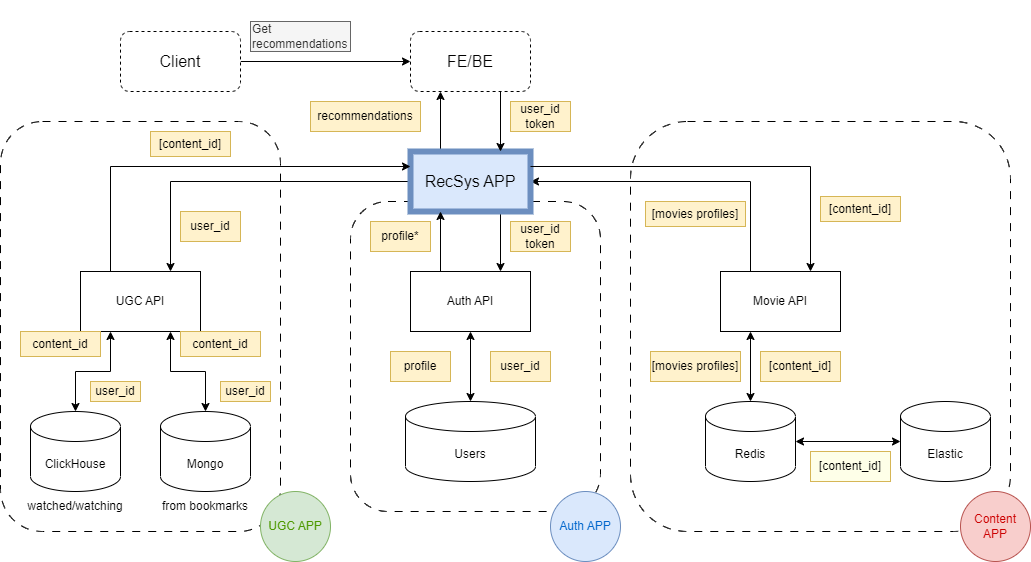 Get
recommendations
Client
FE/BE
recommendations
user_id
token
[content_id]
RecSys APP
user_id
profile*
user_id
token
[movies profiles]
[content_id]
UGC API
Auth API
Movie API
content_id
content_id
profile
user_id
[movies profiles]
[content_id]
user_id
user_id
ClickHouse
Mongo
Users
Redis
Elastic
[content_id]
watched/watching
from bookmarks
UGC APP
Auth APP
Content
APP